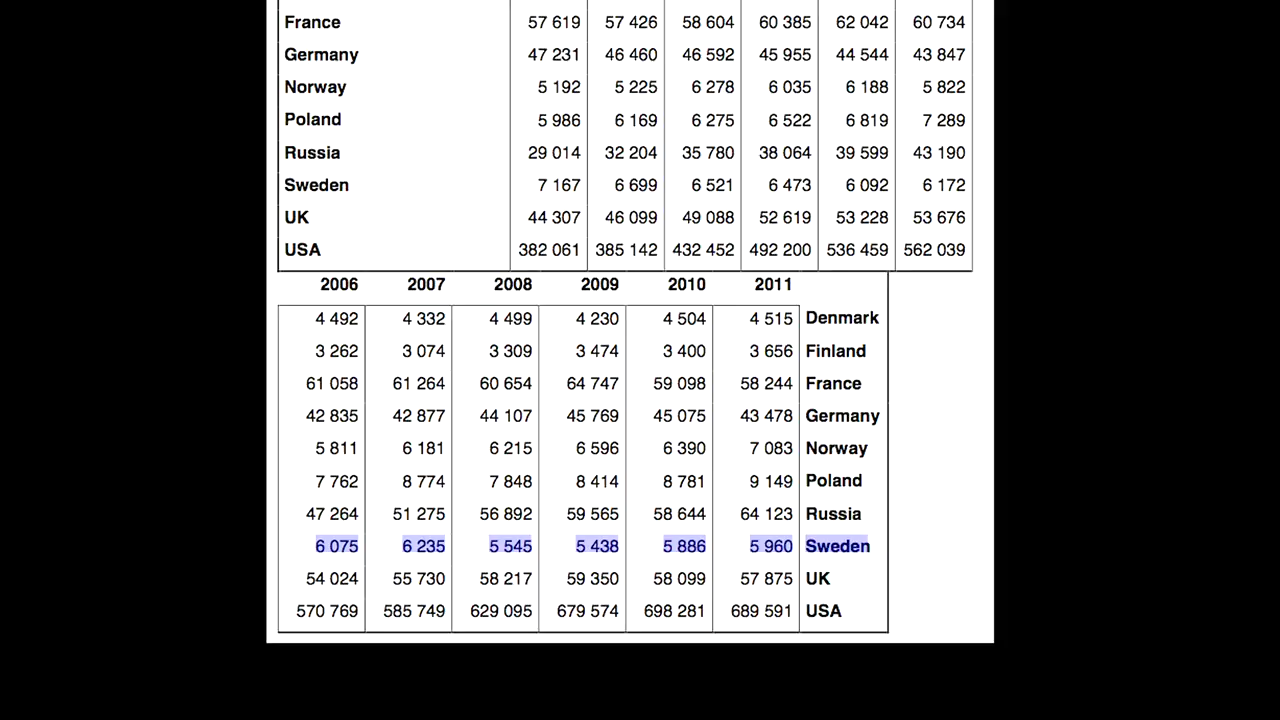 France 57 619 57 426 58 604 60 385 62 042 60 734
Germany 47 231 46 460 46 592 45 955 44 544 43 847
Norway 5 192 5 225 6 278 6 035 6 188 5 822
Poland 5 986 6 169 6 275 6 522 6 819 7 289
Russia 29 014 32 204 35 780 38 064 39 599 43 190
Sweden 7 167 6 699 6 521 6 473 6 092 6 172
UK 44 307 46 099 49 088 52 619 53 228 53 676
USA 382 061 385 142 432 452 492 200 536 459 562 039
2006 2007 2008 2009 2010 2011
4 492 4 332 4 499 4 230 4 504 4 515 Denmark
3 262 3 074 3 309 3 474 3 400 3 656 Finland
61 058 61 264 60 654 64 747 59 098 58 244 France
42 835 42 877 44 107 45 769 45 075 43 478 Germany
5 811 6 181 6 215 6 596 6 390 7 083 Norway
7 762 8 774 7 848 8 414 8 781 9 149 Poland
47 264 51 275 56 892 59 565 58 644 64 123 Russia
6 075 6 235 5 545 5 438 5 886 5 960 Sweden
54 024 55 730 58 217 59 350 58 099 57 875 UK
570 769 585 749 629 095 679 574 698 281 689 591 USA